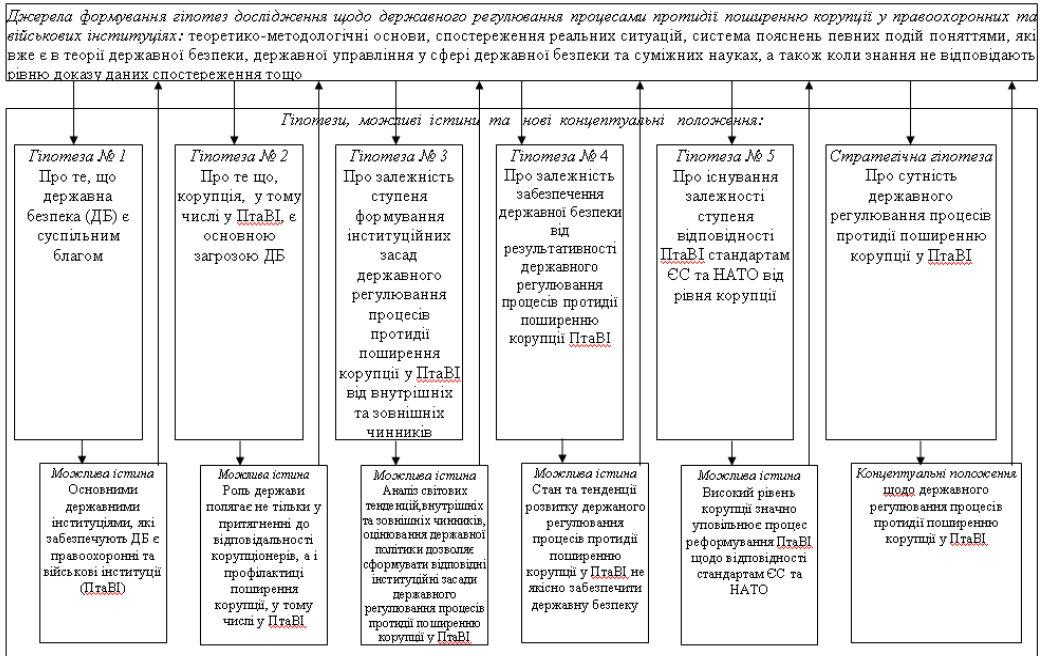 Джерела формування гіпотез дослідження щодо державного регулювання процесами протидії поширенню корупції у правоохоронних та
військових інституціях: теоретико-методологічні основи, спостереження реальних ситуацій, система пояснень певних подій поняттями, які
вже є в теорії державної безпеки, державної управління у сфері державної безпеки та суміжних науках, а також коли знання не відповідають
рівню доказу даних спостереження тощо
Гіпотези, можливі істини та нові концептуальні положення:
Гіпотеза № 1
Про те, що
державна
безпека (ДБ) є
суспільним
благом
Гіпотеза № 2
Про те що,
корупція, у тому
числі у ПтаВІ, є
основною
загрозою ДБ
Гіпотеза № 3
Про залежність
ступеня
формування
інституційних
засад
державного
регулювання
процесів
протидії
поширення
корупції у ПтаВІ
від внутрішніх
та зовнішніх
чинників
Гіпотеза № 4
Про залежність
забезпечення
державної безпеки
від
результативності
державного
регулювання
процесів протидії
поширенню
корупції ПтаВІ
Гіпотеза № 5
Про існування
залежності
ступеня
відповідності
ПтаВІ стандартам
ЄС та НАТО від
рівня корупції
Стратегічна гіпотеза
Про сутність
державного
регулювання процесів
протидії поширенню
корупції у ПтаВІ
Можлива істина
Основними
державними
інституціями, які
забезпечують ДБ є
правоохоронні та
військові інституції
(ПтаВІ)
Можлива істина
Роль держави
полягає не тільки у
притягненні до
відповідальності
корупціонерів, а і
профілактиці
поширення
корупції, у тому
числі у ПтаВІ
Можлива істина
Аналіз світових
тенденцій,внутрішніх
та зовнішніх чинників,
оцінювання державної
політики дозволяє
сформувати відповідні
інституційні засади
державного
регулювання процесів
протидії поширенню
корупції у ПтаВІ
Можлива істина
Стан та тенденції
розвитку держаного
регулювання
процесів протидії
поширенню
корупції у ПтаВІ не
якісно забезпечити
державну безпеку
Можлива істина
Високий рівень
корупції значно
уповільнює процес
реформування ПтаВІ
щодо відповідності
стандартам ЄС та
НАТО
Концептуальні положення
щодо державного
регулювання процесів
протидії поширенню
корупції у ПтаВІ